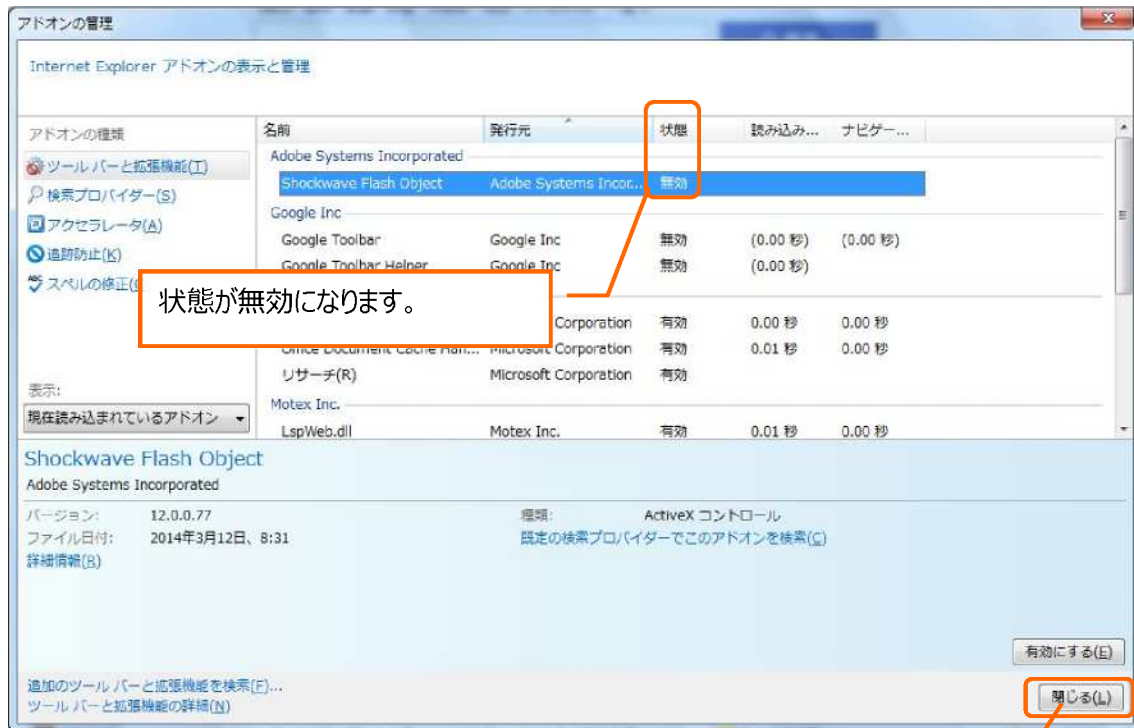 アドオンの管理
Internet Explorer アドオンの表示と管理
アドオンの種類
ツール バーと拡張機能(T)
検索プロバイダー(S)
アクセラレータ(A)
追跡防止(K)
スペルの修正(
表示:
現在読み込まれているアドオン
名前 発行元 状態 読み込み... ナビゲー...
Adobe Systems Incorporated
Shockwave Flash Object Adobe Systems Incor... 無効
Google Inc
Google Toolbar Google Inc 無効 (0.00 秒) (0.00 秒)
Google Toolbar Helper Google Inc 無効 (0.00 秒)
状態が無効になります。
Corporation 有効 0.00 秒 0.00 秒
Office Document Cache Han... Microsoft Corporation 有効 0.01 秒 0.00 秒
リサーチ(R) Microsoft Corporation 有効
Motex Inc.
LspWeb.dll Motex Inc. 有効 0.01 秒 0.00 秒
Shockwave Flash Object
Adobe Systems Incorporated
バージョン: 12.0.0.77 種類: ActiveX コントロール
ファイル日付: 2014年3月12日、8:31 既定の検索プロバイダーでこのアドオンを検索(C)
詳細情報(R)
有効にする(E)
追加のツール バーと拡張機能を検索(F)...
ツール バーと拡張機能の詳細(N)
閉じる(L)